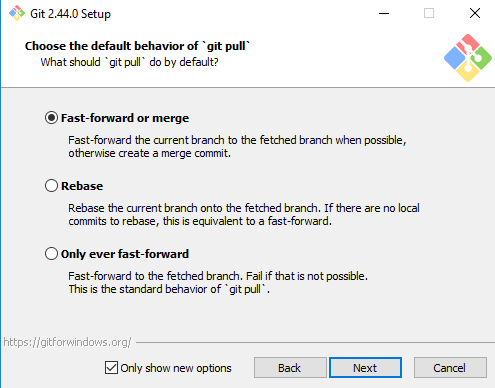 Git 2.44.0 Setup
Choose the default behavior of `git pull`
What should `git pull` do by default?
Fast-forward or merge
Fast-forward the current branch to the fetched branch when possible,
otherwise create a merge commit.
Rebase
Rebase the current branch onto the fetched branch. If there are no local
commits to rebase, this is equivalent to a fast-forward.
Only ever fast-forward
Fast-forward to the fetched branch. Fail if that is not possible.
This is the standard behavior of `git pull`.
https://gitforwindows.org/
Only show new options
Back
Next
Cancel